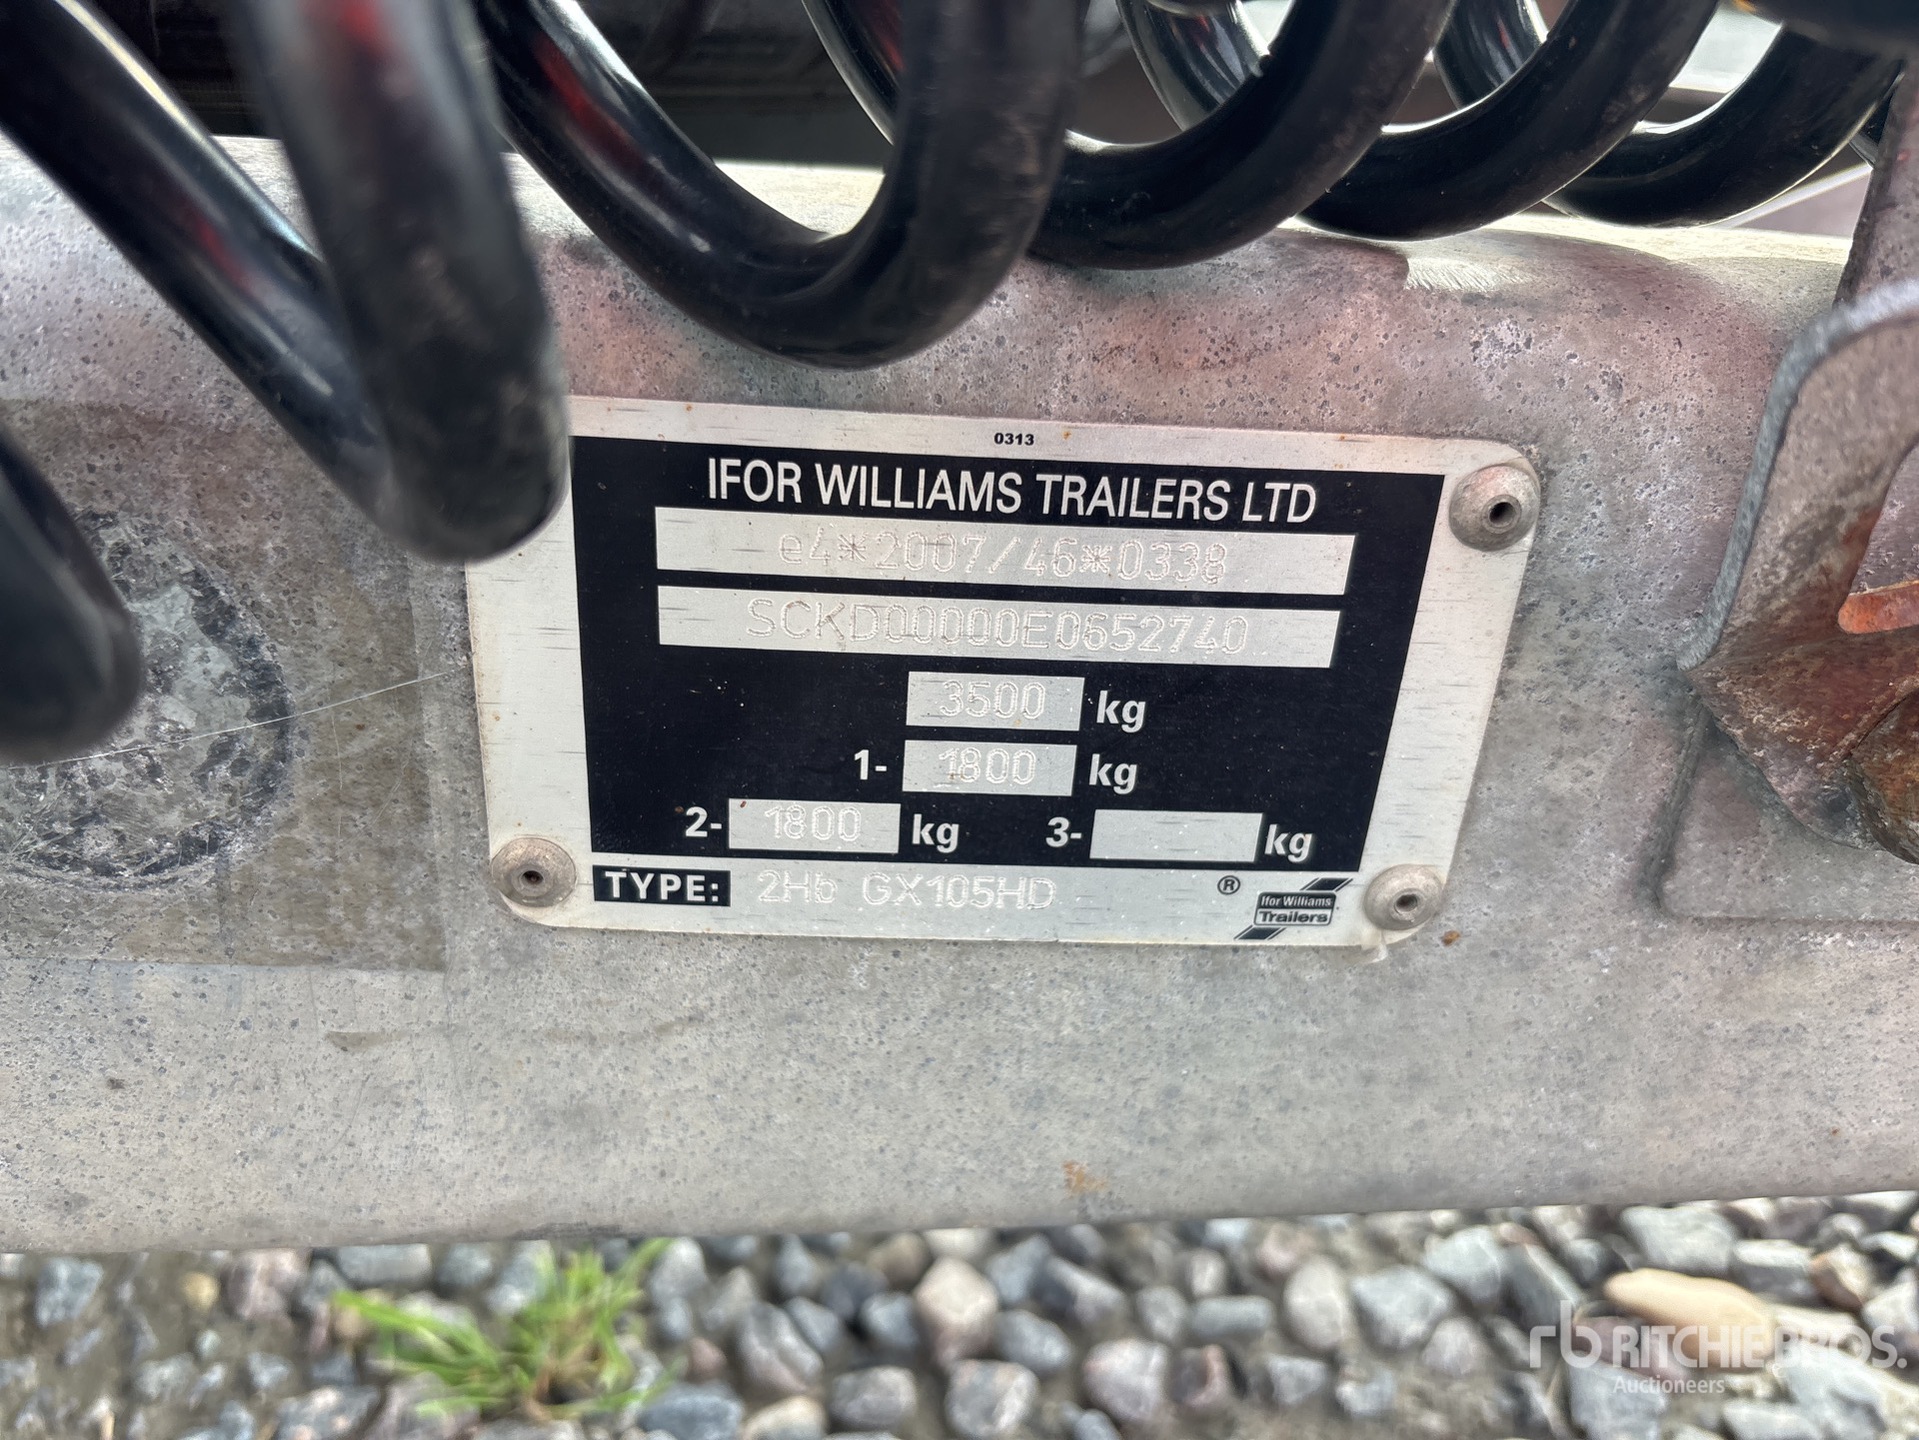 0313
IFOR WILLIAMS TRAILERS LTD
e4*2007/46*0338
SCKD00000E0652740
3500 kg
1- 1800 kg
2- 1800 kg 3- kg
TYPE: 2Hb GX105HD ®
Ifor Williams
Trailers
rb RITCHIE BROS.
Auctioneers